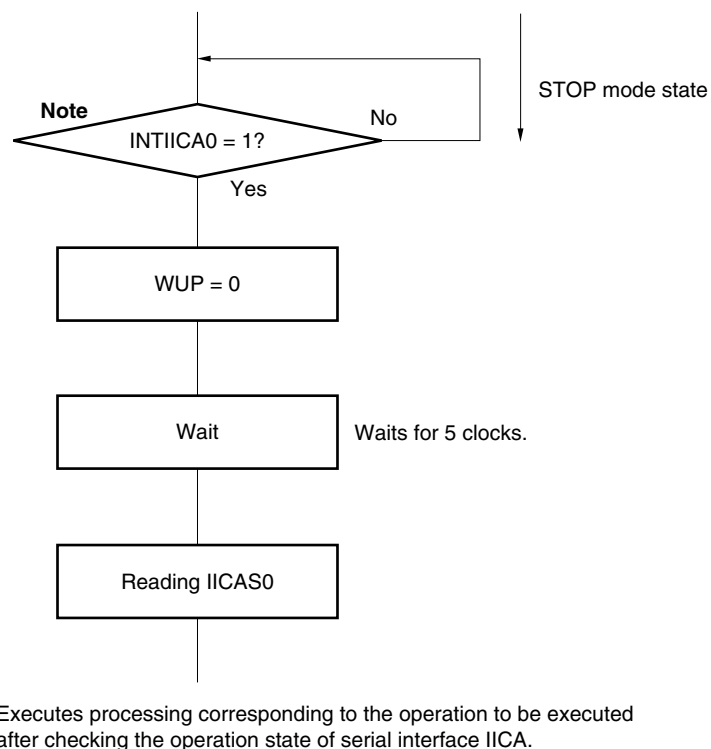 STOP mode state
Note
No
INTIICA0 = 1?
Yes
WUP = 0
Wait
Waits for 5 clocks.
Reading IICAS0
Executes processing corresponding to the operation to be executed
after checking the operation state of serial interface IICA.